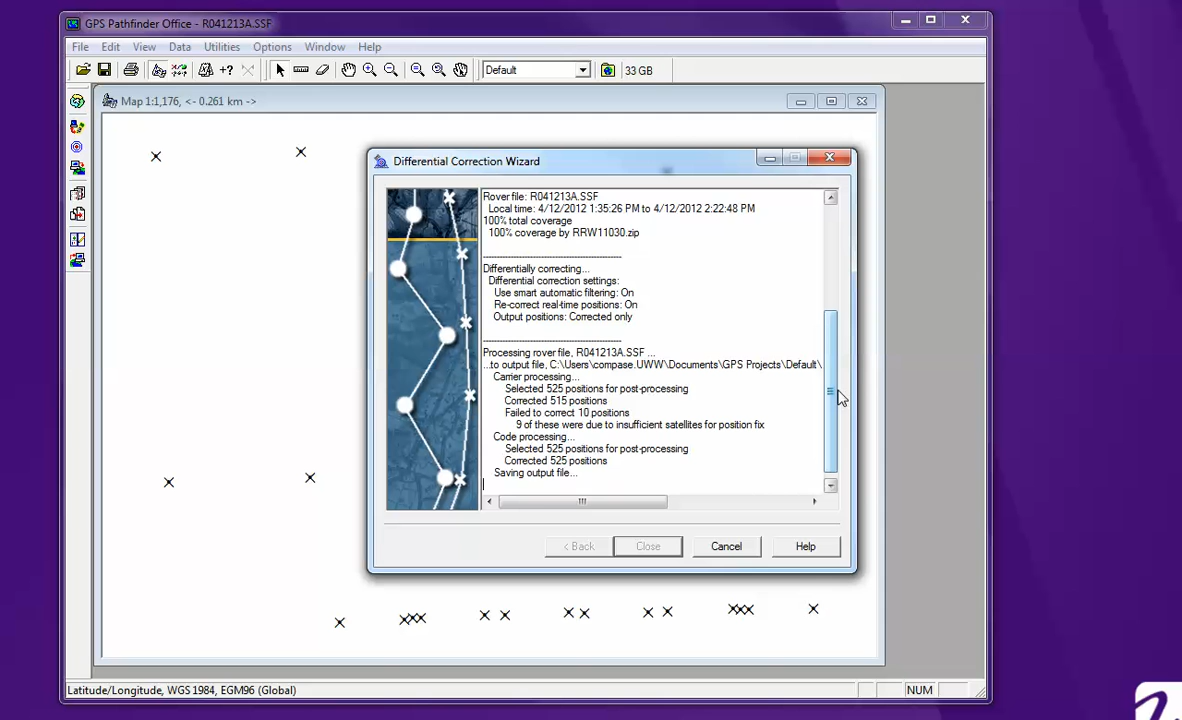 GPS Pathfinder Office - R041213A.SSF
File Edit View Data Utilities Options Window Help
Default
33 GB
Map 1:1,176, <- 0.261 km ->
Differential Correction Wizard
Rover file: R041213A.SSF
Local time: 4/12/2012 1:35:26 PM to 4/12/2012 2:22:48 PM
100% total coverage
100% coverage by RRW11030.zip
----------------------------------------------
Differentially correcting...
Differential correction settings:
Use smart automatic filtering: On
Re-correct real-time positions: On
Output positions: Corrected only
----------------------------------------------
Processing rover file, R041213A.SSF ...
...to output file, C:\Users\compase.UWW\Documents\GPS Projects\Default\
Carrier processing...
Selected 525 positions for post-processing
Corrected 515 positions
Failed to correct 10 positions
9 of these were due to insufficient satellites for position fix
Code processing...
Selected 525 positions for post-processing
Corrected 525 positions
Saving output file...
< Back Close Cancel Help
Latitude/Longitude, WGS 1984, EGM96 (Global)
NUM